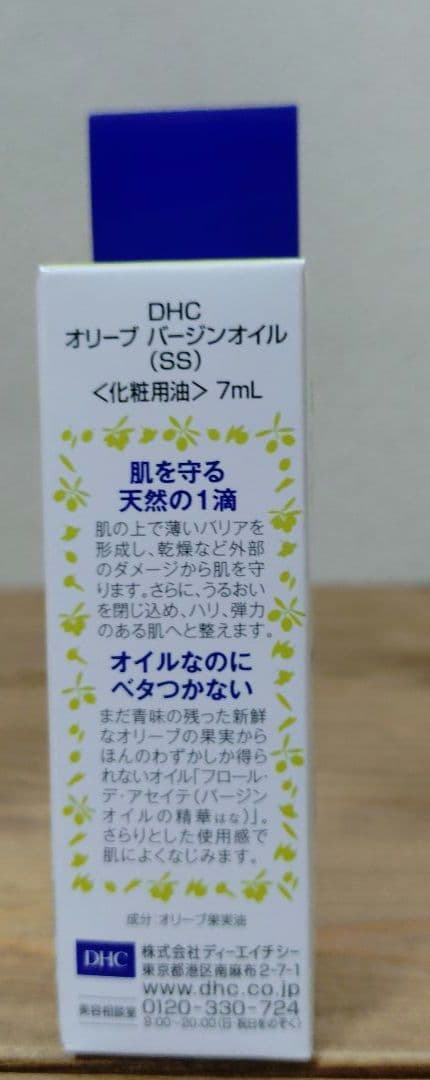 DHC
オリーブ バージンオイル
(SS)
<化粧用油> 7mL
肌を守る
天然の1滴
肌の上で薄いバリアを
形成し、乾燥など外部
のダメージから肌を守
ります。さらに、うるおい
を閉じ込め、ハリ、弾力
のある肌へと整えます。
オイルなのに
ベタつかない
まだ青味の残った新鮮
なオリーブの果実から
ほんのわずかしか得ら
れないオイル「フロール・
デ・アセイテ(バージン
オイルの精華はな)」。
さらりとした使用感で
肌によくなじみます。
成分:オリーブ果実油
DHC 株式会社ディーエイチシー
東京都港区南麻布2-7-1
www.dhc.co.jp
美容相談室 0120-330-724
9:00~20:00(日・祝日をのぞく)